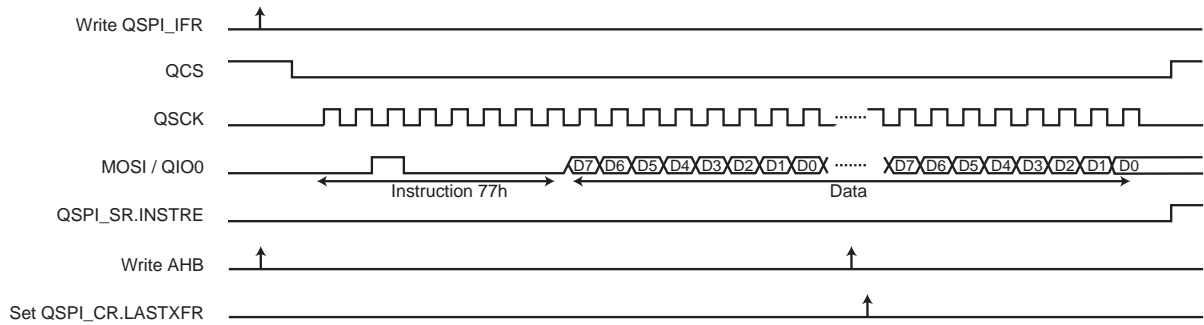 Write QSPI_IFR
QCS
QSCK
MOSI / QIO0
D7 D6 D5 D4 D3 D2 D1 D0 D7 D6 D5 D4 D3 D2 D1 D0
Instruction 77h Data
QSPI_SR.INSTRE
Write AHB
Set QSPI_CR.LASTXFR